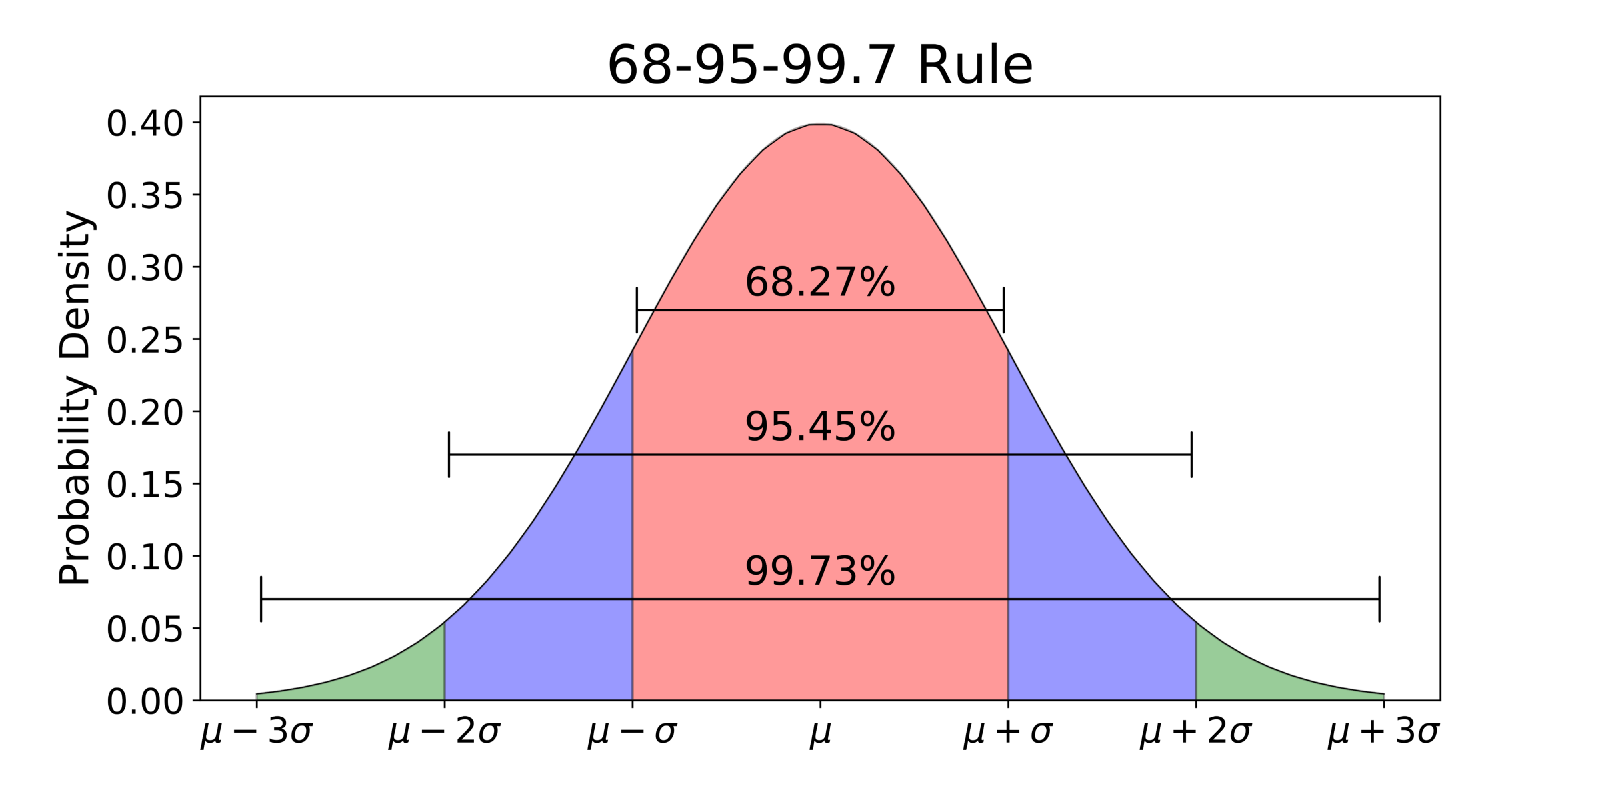 68-95-99.7 Rule
Probability Density
0.40
0.35
0.30
0.25
0.20
0.15
0.10
0.05
0.00
68.27%
95.45%
99.73%
μ − 3σ
μ − 2σ
μ − σ
μ
μ + σ
μ + 2σ
μ + 3σ